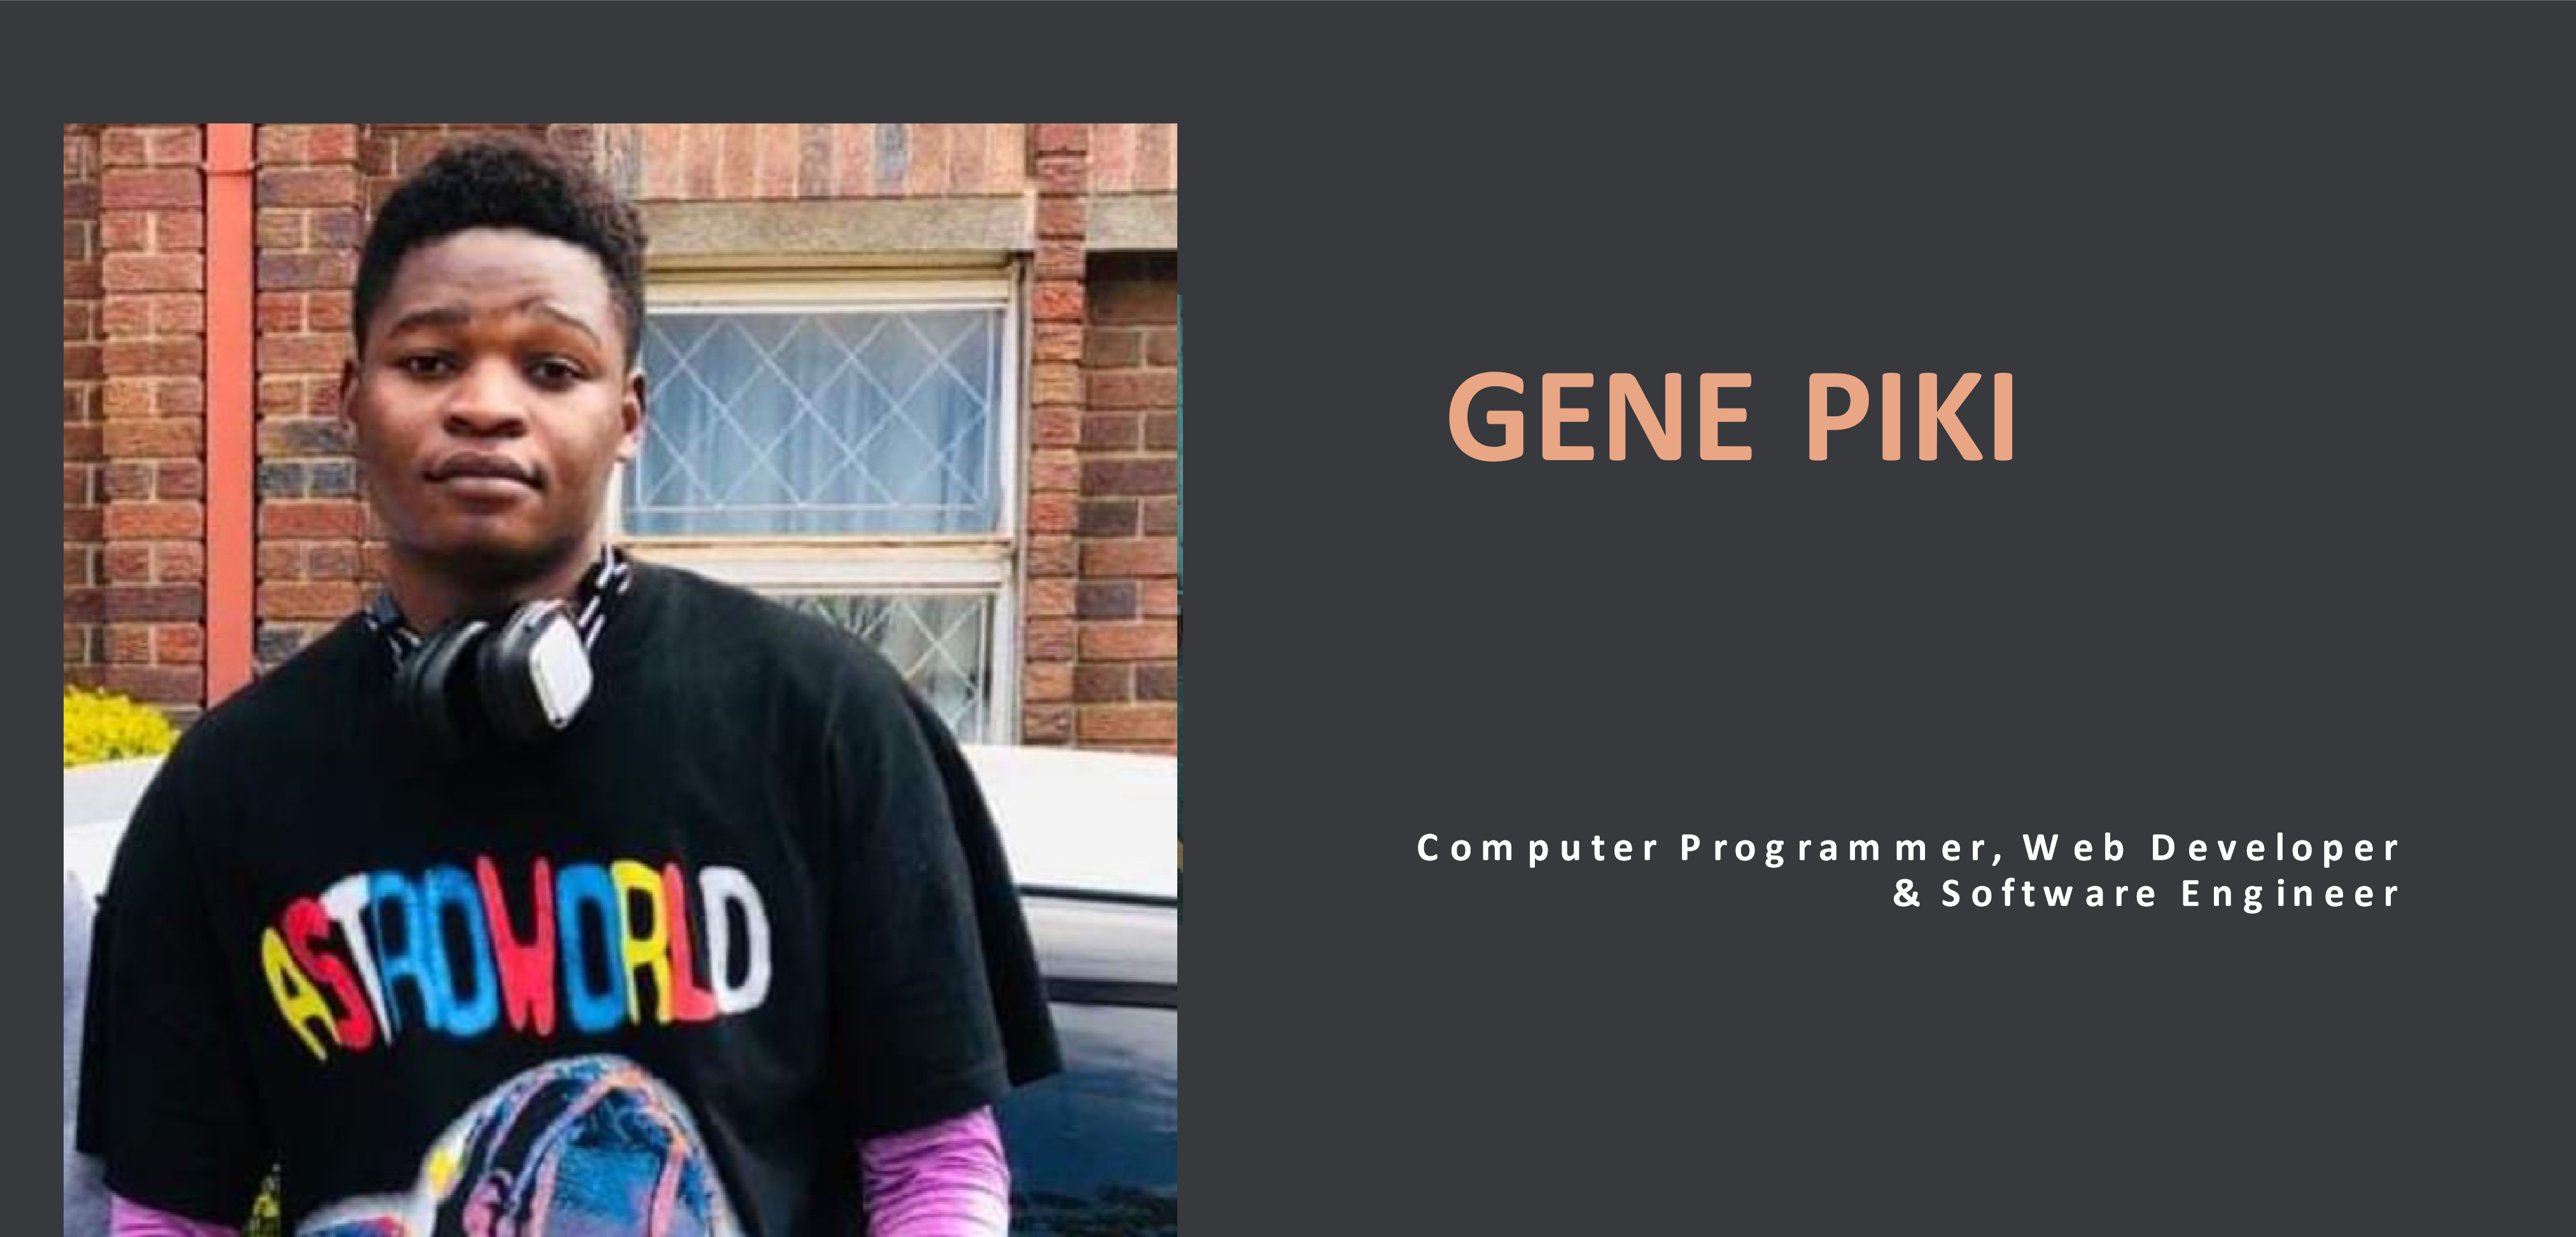 GENE PIKI
Computer Programmer, Web Developer
& Software Engineer
ASTROWORLD